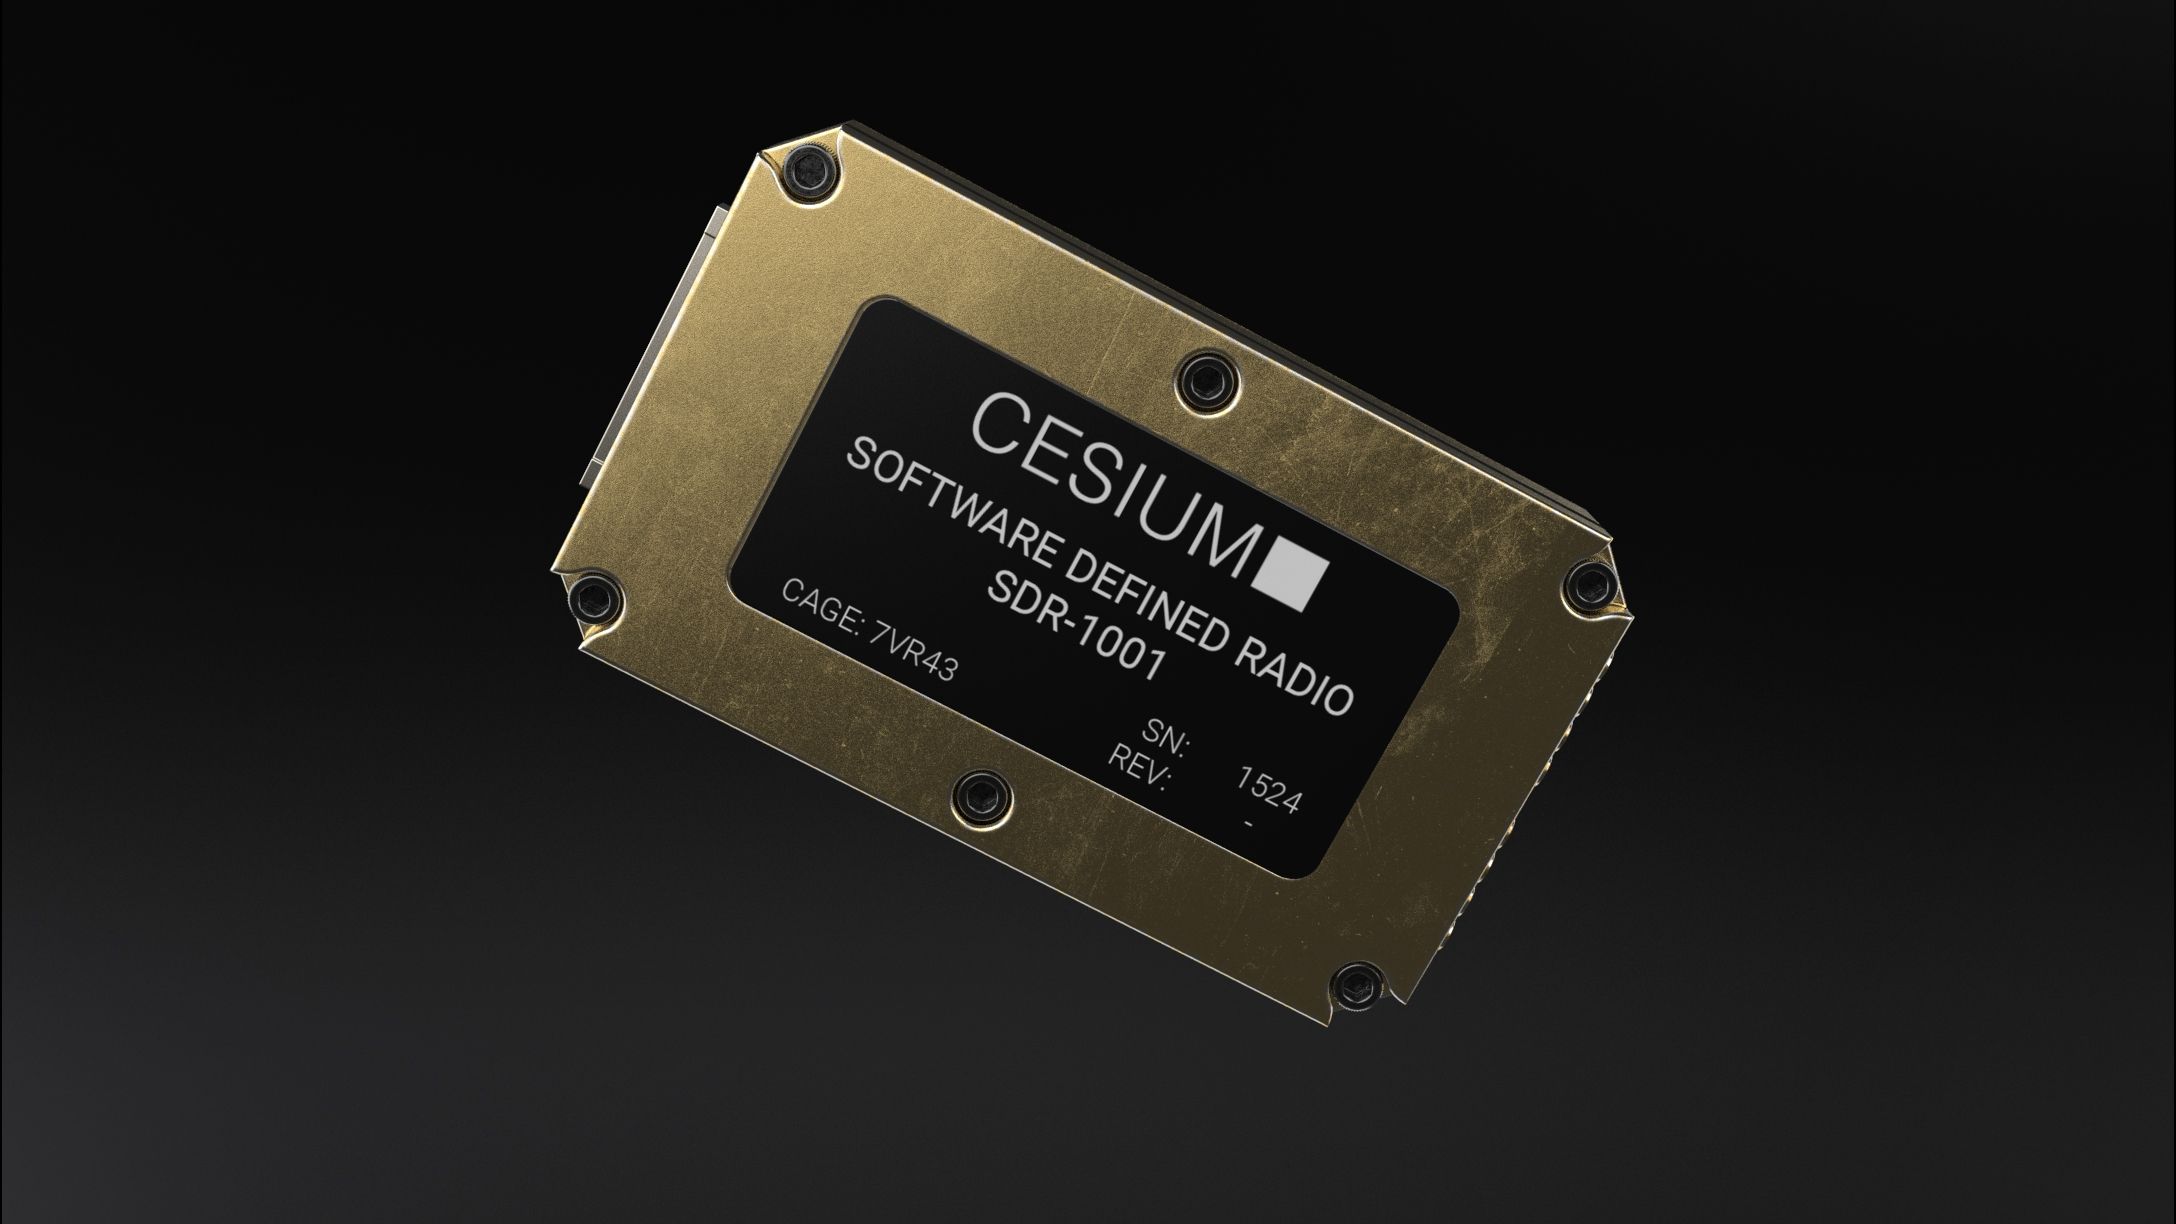 CESIUM
SOFTWARE DEFINED RADIO
SDR-1001
CAGE: 7VR43
SN: 1524
REV: -